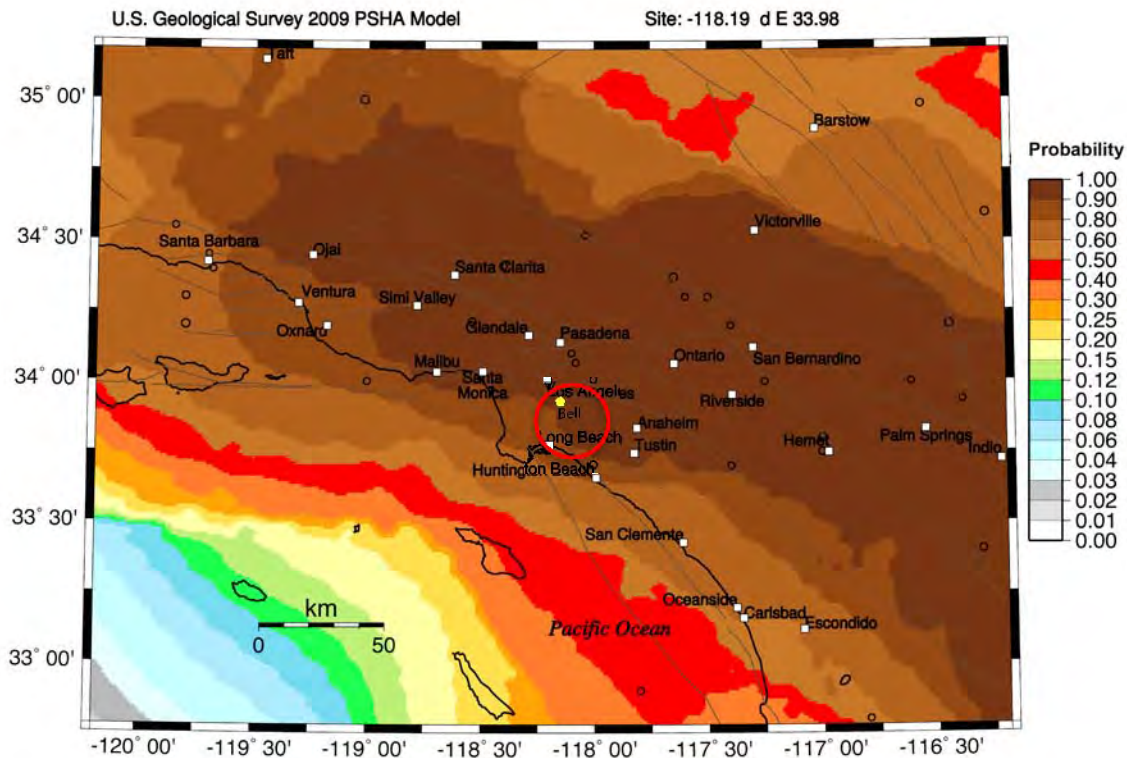 U.S. Geological Survey 2009 PSHA Model
Site: -118.19 d E 33.98
Taft
35° 00'
Barstow
Probability
1.00
0.90
0.80
0.60
0.50
0.40
0.30
0.25
0.20
0.15
0.12
0.10
0.08
0.06
0.04
0.03
0.02
0.01
0.00
34° 30'
Santa Barbara
Ojai
Victorville
Santa Clarita
Ventura
Simi Valley
Oxnard
Glendale
Pasadena
Ontario
San Bernardino
34° 00'
Malibu
Santa
Monica
Los Angeles
Riverside
Bell
Anaheim
Long Beach
Tustin
Hemet
Palm Springs
Indio
Huntington Beach
33° 30'
San Clemente
km
0
50
Oceanside
Carlsbad
Escondido
Pacific Ocean
33° 00'
-120° 00'
-119° 30'
-119° 00'
-118° 30'
-118° 00'
-117° 30'
-117° 00'
-116° 30'